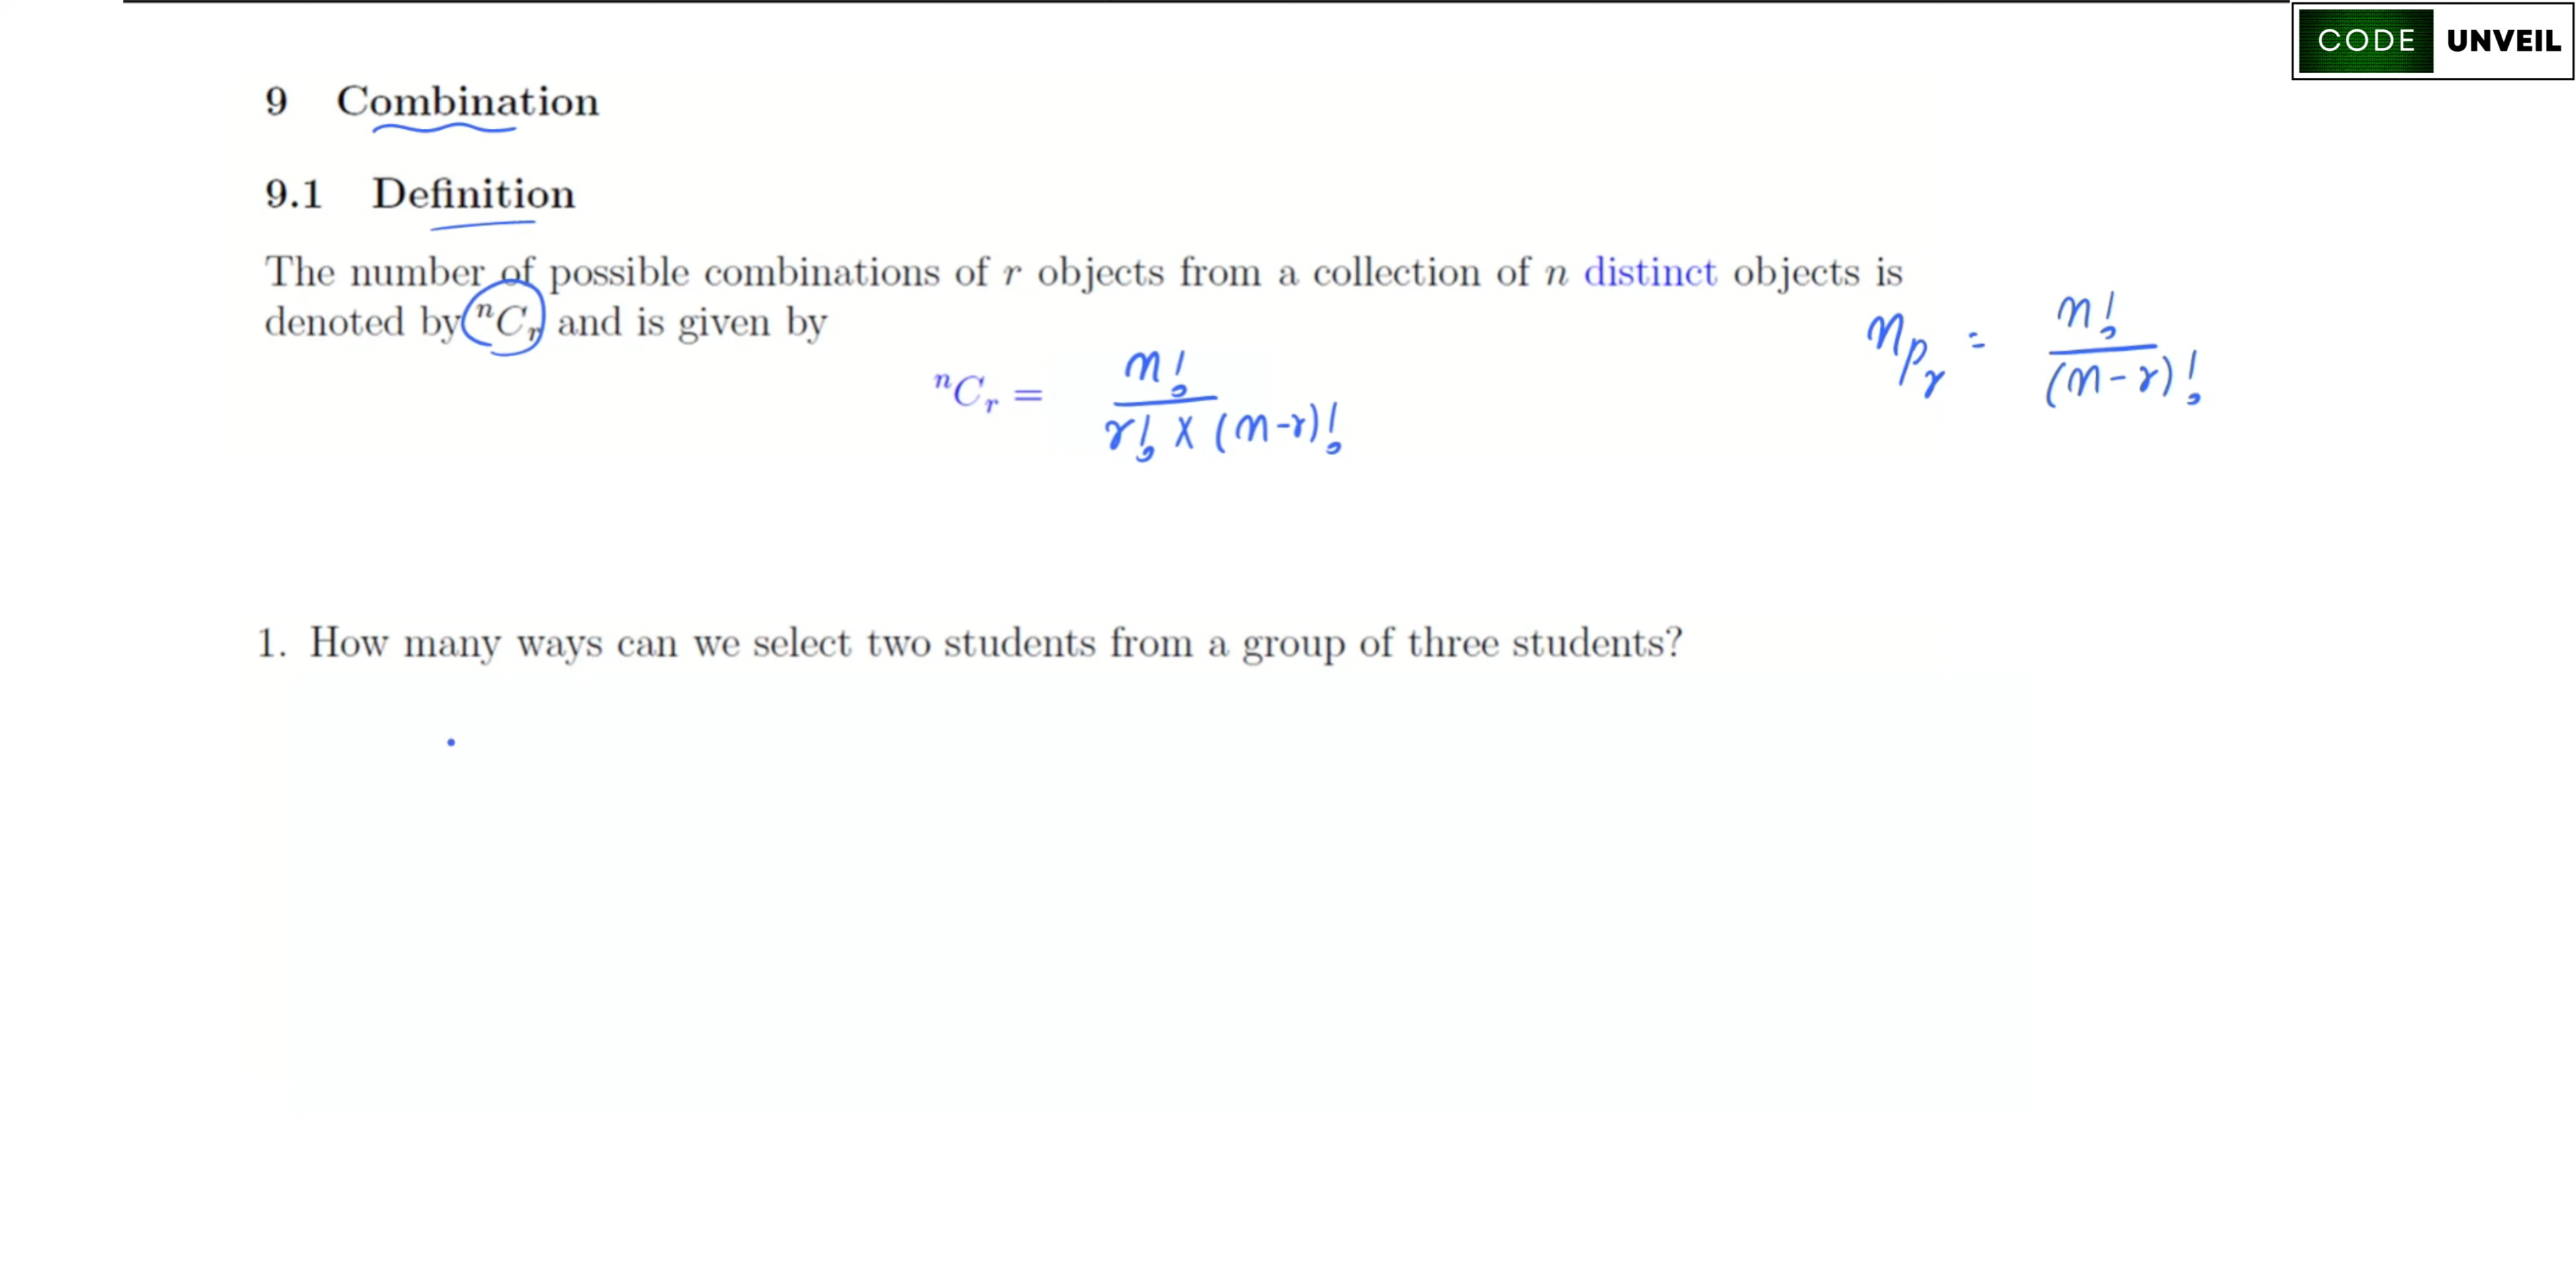 CODE UNVEIL
9 Combination
9.1 Definition
The number of possible combinations of r objects from a collection of n distinct objects is
denoted by ⁿCᵣ and is given by
ⁿCᵣ = n! / r! × (n-r)!
ⁿPᵣ = n! / (n-r)!
1. How many ways can we select two students from a group of three students?